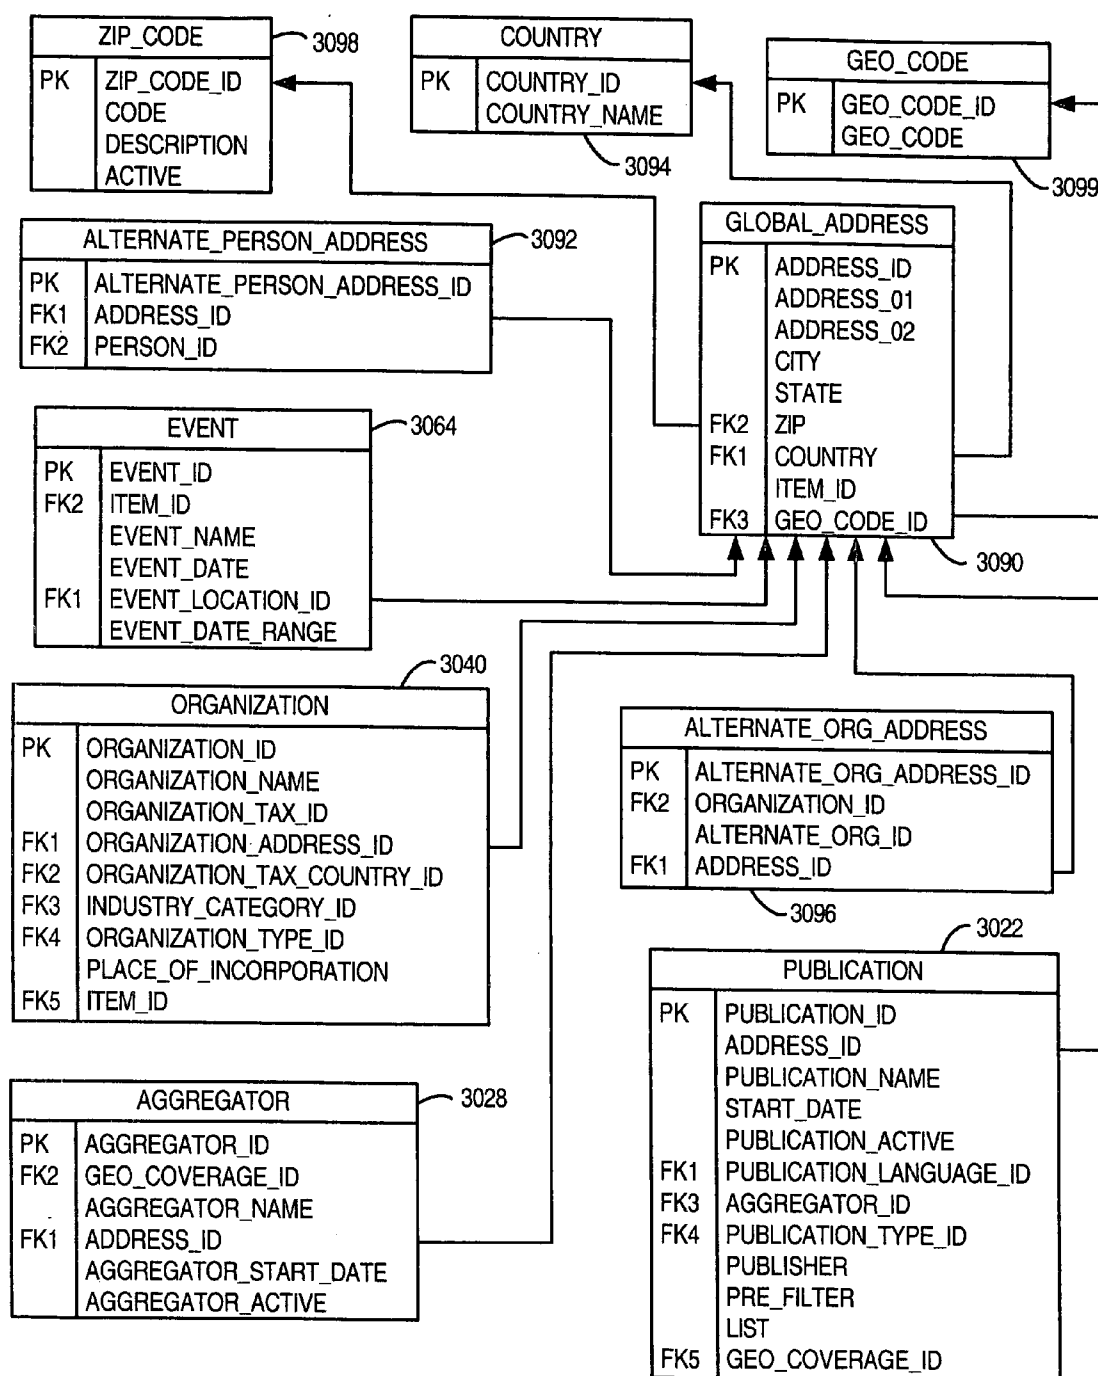 ZIP_CODE
3098
PK ZIP_CODE_ID
CODE
DESCRIPTION
ACTIVE
COUNTRY
PK COUNTRY_ID
COUNTRY_NAME
3094
GEO_CODE
PK GEO_CODE_ID
GEO_CODE
3099
ALTERNATE_PERSON_ADDRESS
3092
PK ALTERNATE_PERSON_ADDRESS_ID
FK1 ADDRESS_ID
FK2 PERSON_ID
GLOBAL_ADDRESS
PK ADDRESS_ID
ADDRESS_01
ADDRESS_02
CITY
STATE
FK2 ZIP
FK1 COUNTRY
ITEM_ID
FK3 GEO_CODE_ID
3090
EVENT
3064
PK EVENT_ID
FK2 ITEM_ID
EVENT_NAME
EVENT_DATE
FK1 EVENT_LOCATION_ID
EVENT_DATE_RANGE
3040
ORGANIZATION
PK ORGANIZATION_ID
ORGANIZATION_NAME
ORGANIZATION_TAX_ID
FK1 ORGANIZATION_ADDRESS_ID
FK2 ORGANIZATION_TAX_COUNTRY_ID
FK3 INDUSTRY_CATEGORY_ID
FK4 ORGANIZATION_TYPE_ID
PLACE_OF_INCORPORATION
FK5 ITEM_ID
ALTERNATE_ORG_ADDRESS
PK ALTERNATE_ORG_ADDRESS_ID
FK2 ORGANIZATION_ID
ALTERNATE_ORG_ID
FK1 ADDRESS_ID
3096
3022
PUBLICATION
PK PUBLICATION_ID
ADDRESS_ID
PUBLICATION_NAME
START_DATE
PUBLICATION_ACTIVE
FK1 PUBLICATION_LANGUAGE_ID
FK3 AGGREGATOR_ID
FK4 PUBLICATION_TYPE_ID
PUBLISHER
PRE_FILTER
LIST
FK5 GEO_COVERAGE_ID
AGGREGATOR
3028
PK AGGREGATOR_ID
FK2 GEO_COVERAGE_ID
AGGREGATOR_NAME
FK1 ADDRESS_ID
AGGREGATOR_START_DATE
AGGREGATOR_ACTIVE